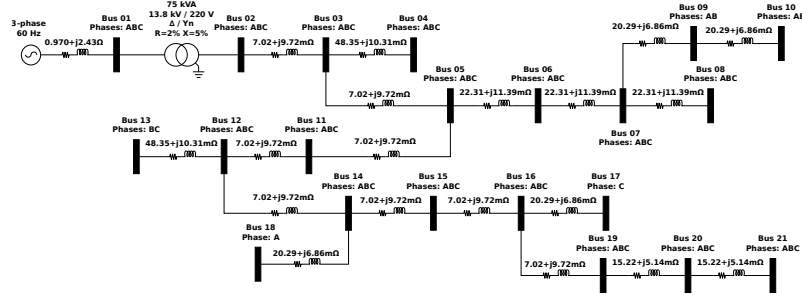 3-phase
60 Hz
0.970+j2.43Ω
Bus 01
Phases: ABC
75 kVA
13.8 kV / 220 V
Δ / Yn
R=2% X=5%
Bus 02
Phases: ABC
7.02+j9.72mΩ
Bus 03
Phases: ABC
48.35+j10.31mΩ
Bus 04
Phases: ABC
7.02+j9.72mΩ
Bus 05
Phases: ABC
22.31+j11.39mΩ
Bus 06
Phases: ABC
22.31+j11.39mΩ
Bus 07
Phases: ABC
22.31+j11.39mΩ
Bus 08
Phases: ABC
20.29+j6.86mΩ
Bus 09
Phases: AB
20.29+j6.86mΩ
Bus 10
Phases: AB
Bus 13
Phases: BC
48.35+j10.31mΩ
Bus 12
Phases: ABC
7.02+j9.72mΩ
Bus 11
Phases: ABC
7.02+j9.72mΩ
7.02+j9.72mΩ
Bus 14
Phases: ABC
7.02+j9.72mΩ
Bus 15
Phases: ABC
7.02+j9.72mΩ
Bus 16
Phases: ABC
20.29+j6.86mΩ
Bus 17
Phase: C
Bus 18
Phase: A
20.29+j6.86mΩ
7.02+j9.72mΩ
Bus 19
Phases: ABC
15.22+j5.14mΩ
Bus 20
Phases: ABC
15.22+j5.14mΩ
Bus 21
Phases: ABC